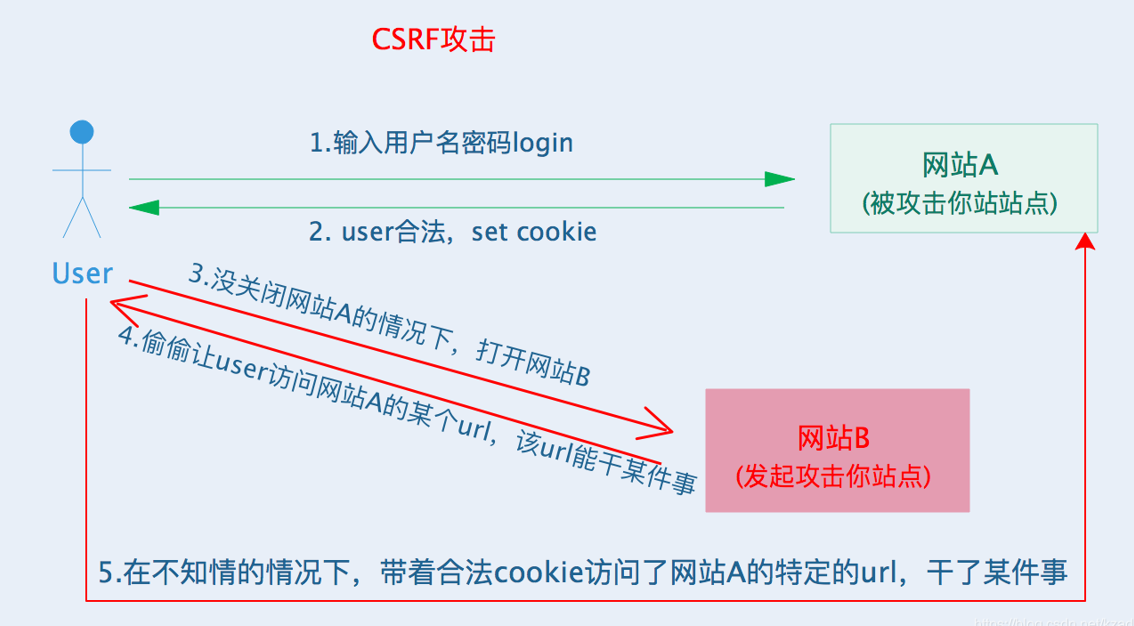 CSRF攻击
1.输入用户名密码login
网站A
(被攻击你站站点)
2. user合法，set cookie
User
3.没关闭网站A的情况下，打开网站B
4.偷偷让user访问网站A的某个url，该url能干某件事
网站B
(发起攻击你站点)
5.在不知情的情况下，带着合法cookie访问了网站A的特定的url，干了某件事